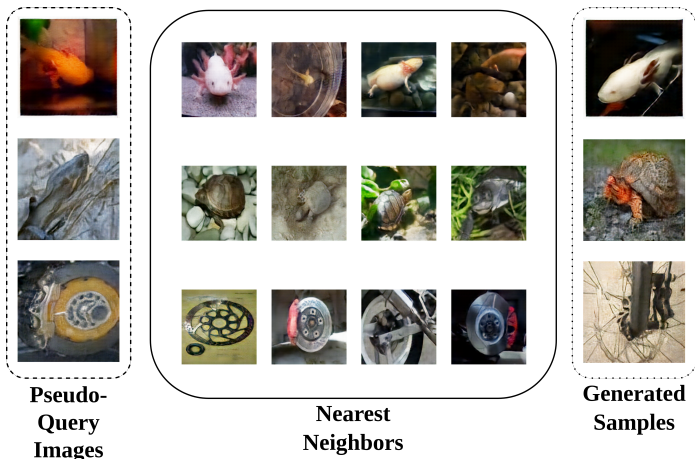 Pseudo-
Query
Images
Nearest
Neighbors
Generated
Samples